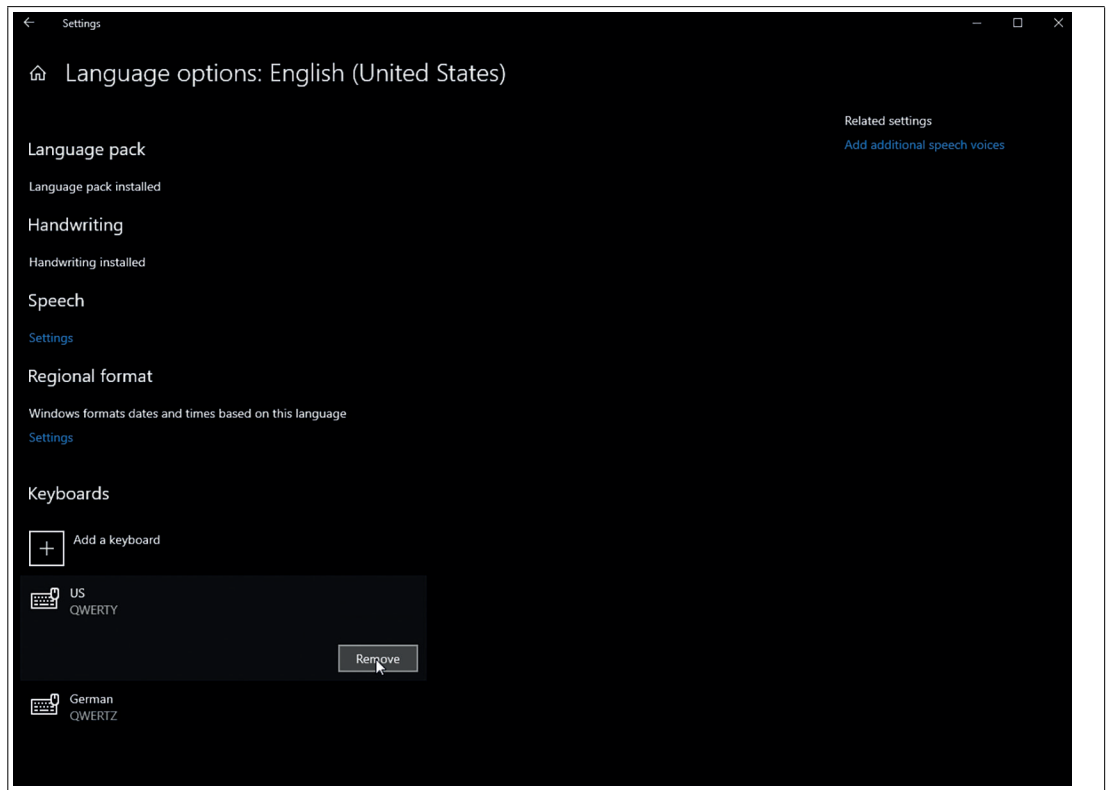 Settings
Language options: English (United States)
Language pack
Language pack installed
Handwriting
Handwriting installed
Speech
Settings
Regional format
Windows formats dates and times based on this language
Settings
Keyboards
Add a keyboard
US
QWERTY
Remove
German
QWERTZ
Related settings
Add additional speech voices